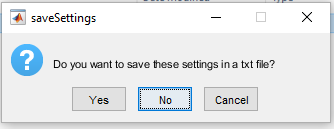 saveSettings
Do you want to save these settings in a txt file?
Yes No Cancel